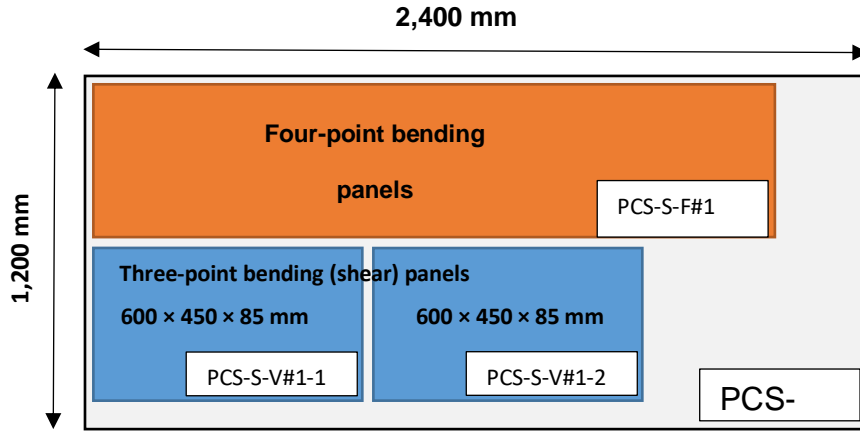 2,400 mm
1,200 mm
Four-point bending
panels
PCS-S-F#1
Three-point bending (shear) panels
600 × 450 × 85 mm
600 × 450 × 85 mm
PCS-S-V#1-1
PCS-S-V#1-2
PCS-